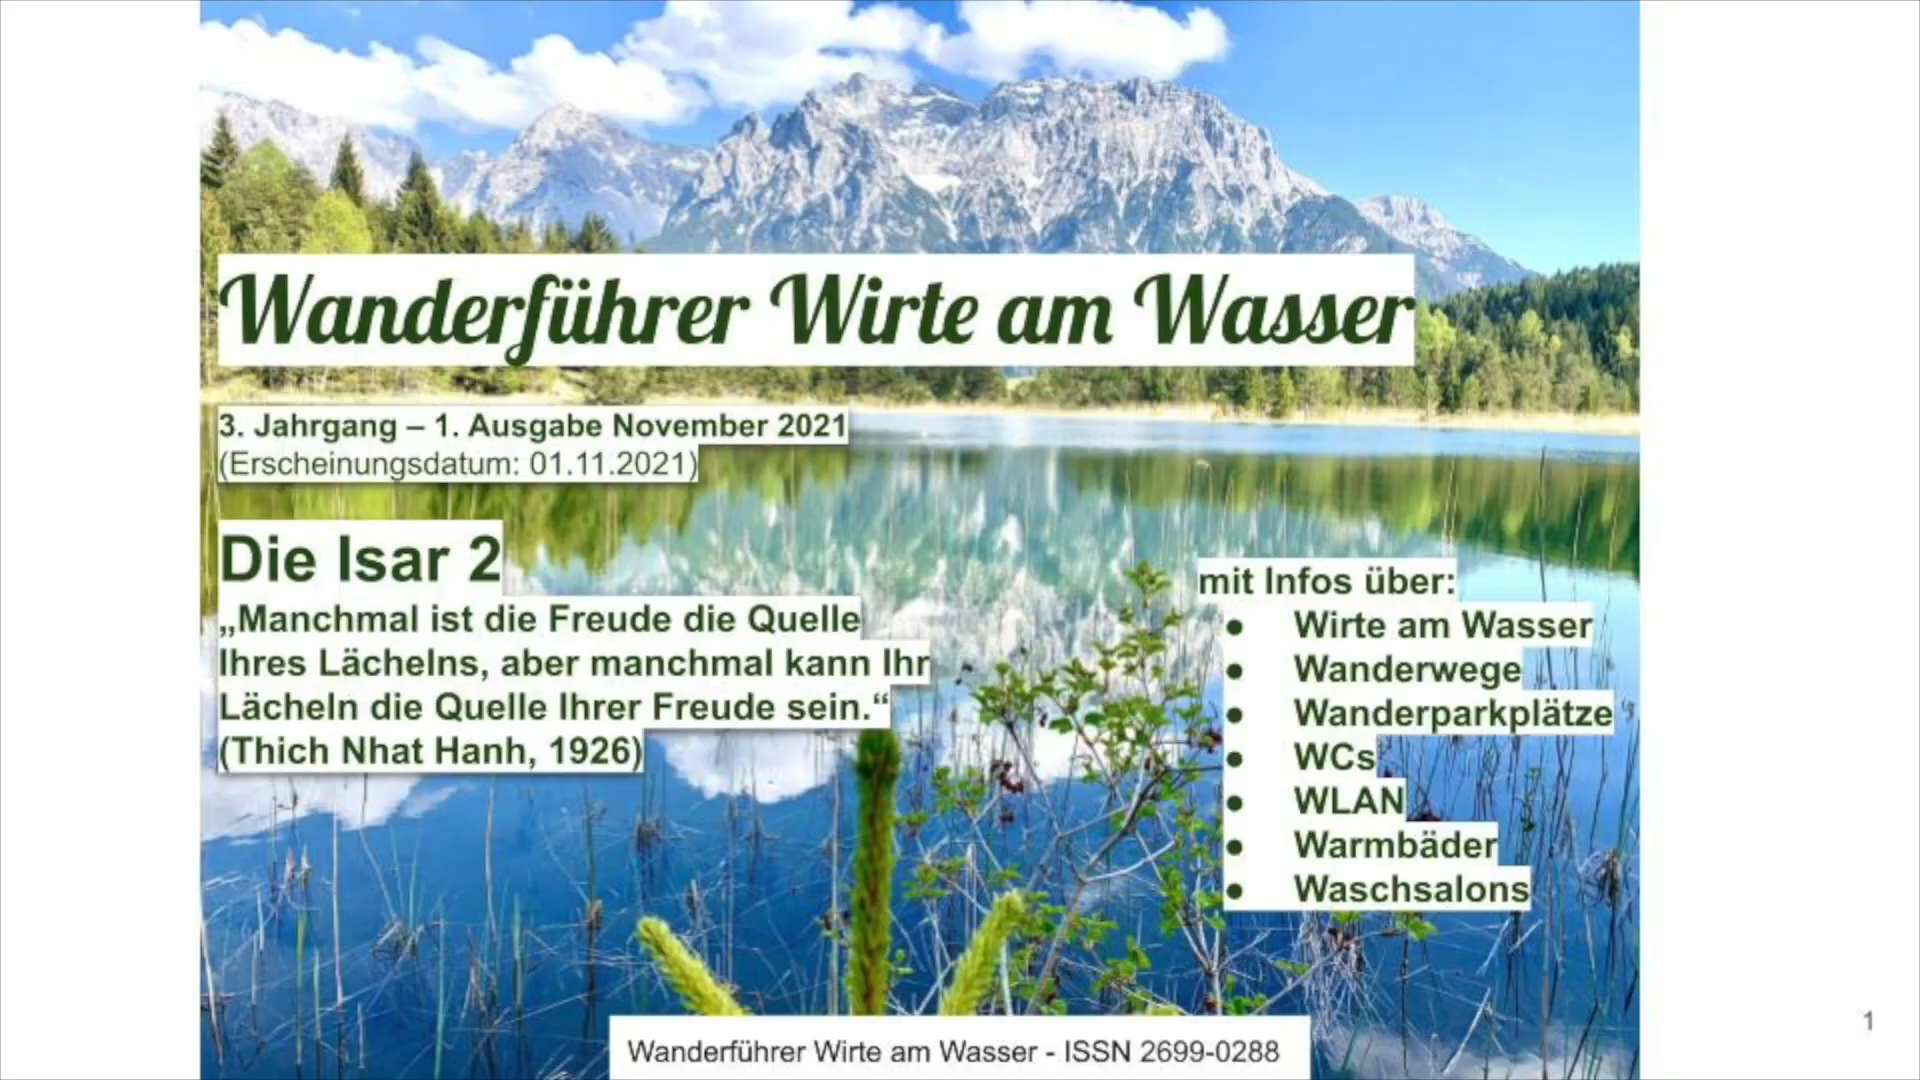 Wanderführer Wirte am Wasser
3. Jahrgang – 1. Ausgabe November 2021
(Erscheinungsdatum: 01.11.2021)
Die Isar 2
„Manchmal ist die Freude die Quelle
Ihres Lächelns, aber manchmal kann Ihr
Lächeln die Quelle Ihrer Freude sein.“
(Thich Nhat Hanh, 1926)
mit Infos über:
● Wirte am Wasser
● Wanderwege
● Wanderparkplätze
● WCs
● WLAN
● Warmbäder
● Waschsalons
Wanderführer Wirte am Wasser - ISSN 2699-0288
1